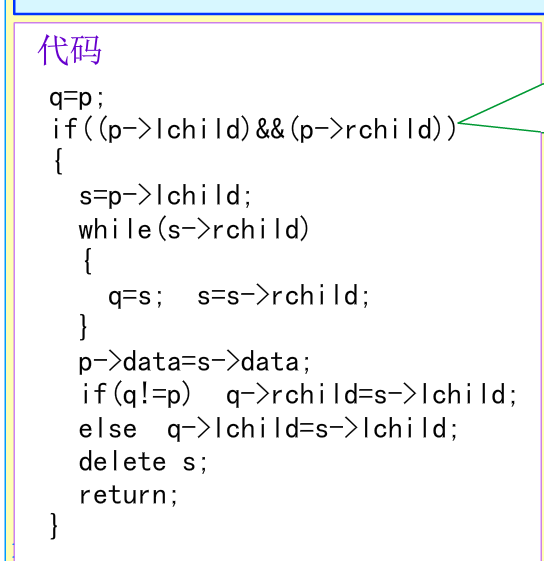 代码
q=p;
if((p->lchild)&&(p->rchild))
{
s=p->lchild;
while(s->rchild)
{
q=s; s=s->rchild;
}
p->data=s->data;
if(q!=p) q->rchild=s->lchild;
else q->lchild=s->lchild;
delete s;
return;
}